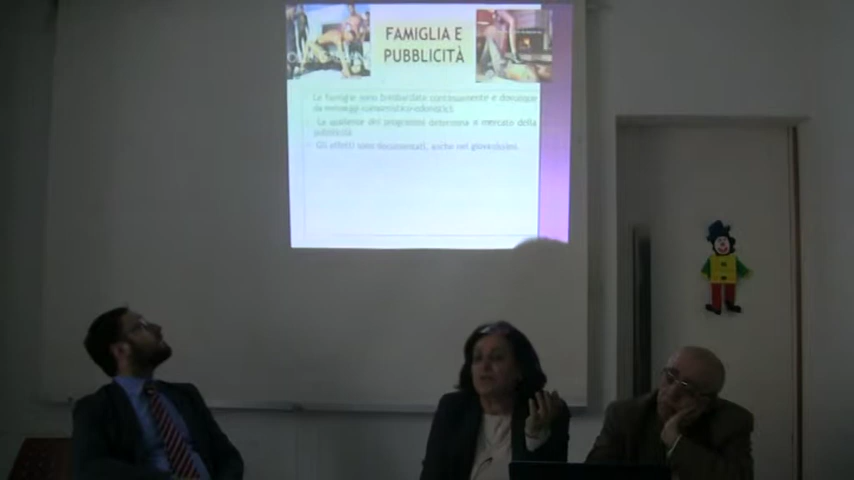 FAMIGLIA E
PUBBLICITÀ
Le famiglie sono bombardate continuamente e dovunque
da messaggi consumistico-edonistici.
La audience dei programmi determina il mercato della
pubblicità.
Gli effetti sono documentati, anche nei giovanissimi.